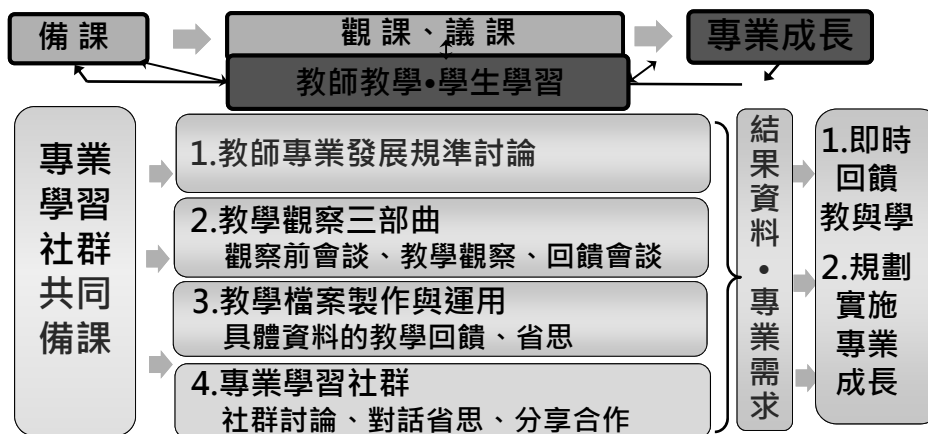 備課
觀課、議課
專業成長
教師教學•學生學習
專業
學習
社群
共同
備課
1.教師專業發展規準討論
2.教學觀察三部曲
觀察前會談、教學觀察、回饋會談
3.教學檔案製作與運用
具體資料的教學回饋、省思
4.專業學習社群
社群討論、對話省思、分享合作
結果資料•專業需求
1.即時
回饋
教與學
2.規劃
實施
專業
成長